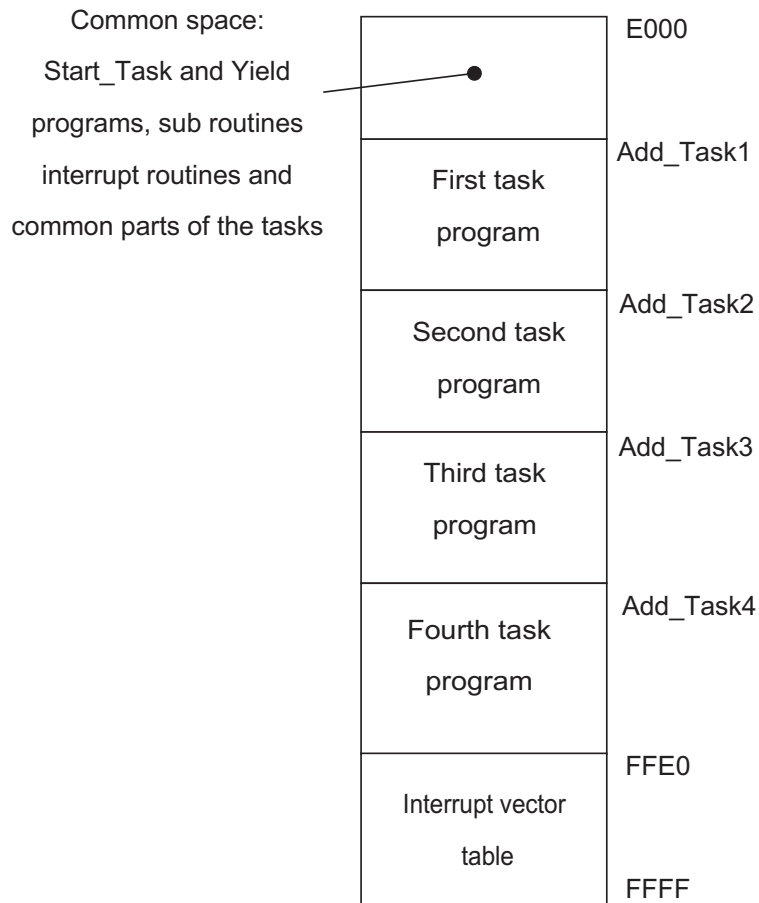 Common space:
Start_Task and Yield
programs, sub routines
interrupt routines and
common parts of the tasks
E000
Add_Task1
First task
program
Add_Task2
Second task
program
Add_Task3
Third task
program
Add_Task4
Fourth task
program
FFE0
Interrupt vector
table
FFFF